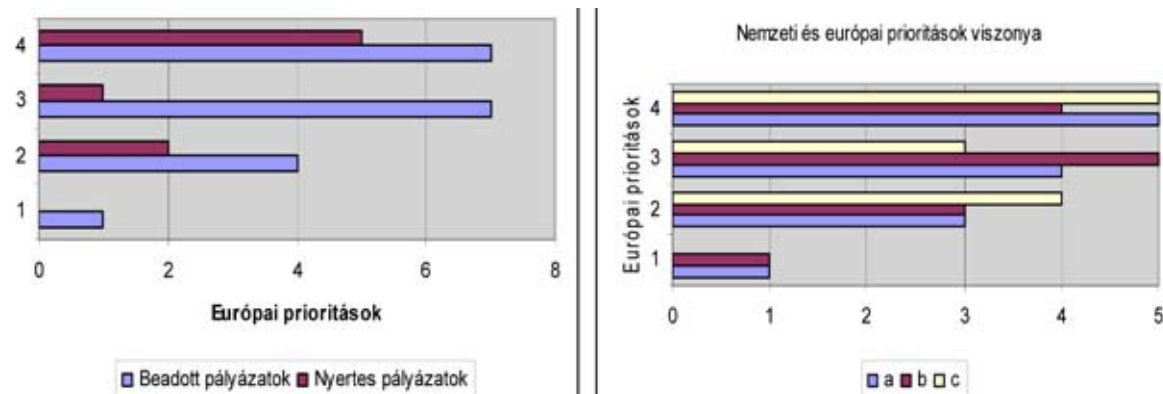 4
3
2
1
0 2 4 6 8
Európai prioritások
Beadott pályázatok Nyertes pályázatok
Nemzeti és európai prioritások viszonya
Európai prioritások
4
3
2
1
0 1 2 3 4 5
a b c